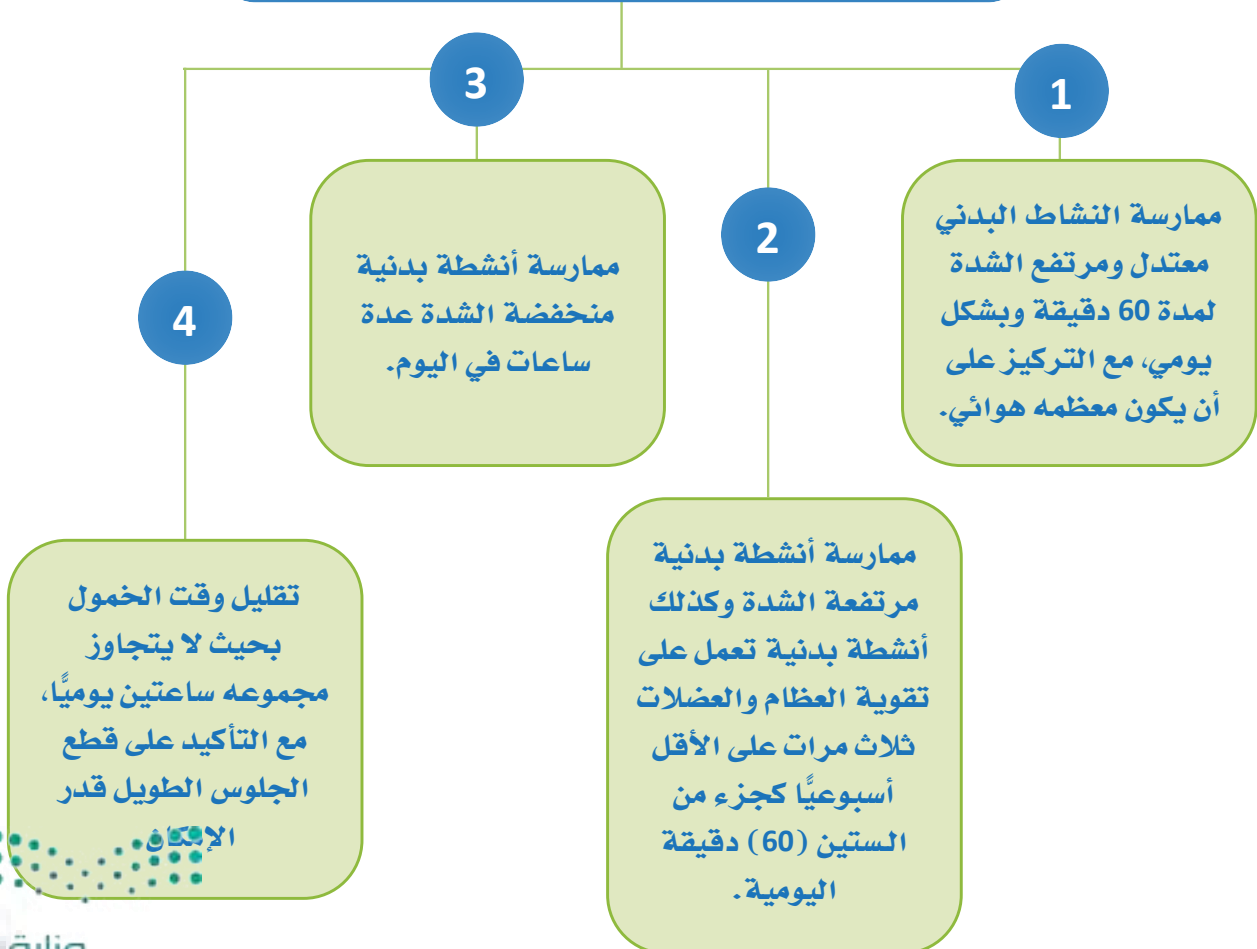 1
ممارسة النشاط البدني
معتدل ومرتفع الشدة
لمدة 60 دقيقة وبشكل
يومي، مع التركيز على
أن يكون معظمه هوائي.
2
ممارسة أنشطة بدنية
مرتفعة الشدة وكذلك
أنشطة بدنية تعمل على
تقوية العظام والعضلات
ثلاث مرات على الأقل
أسبوعيًّا كجزء من
الستين (60) دقيقة
اليومية.
3
ممارسة أنشطة بدنية
منخفضة الشدة عدة
ساعات في اليوم.
4
تقليل وقت الخمول
بحيث لا يتجاوز
مجموعه ساعتين يوميًّا،
مع التأكيد على قطع
الجلوس الطويل قدر
الإمكان